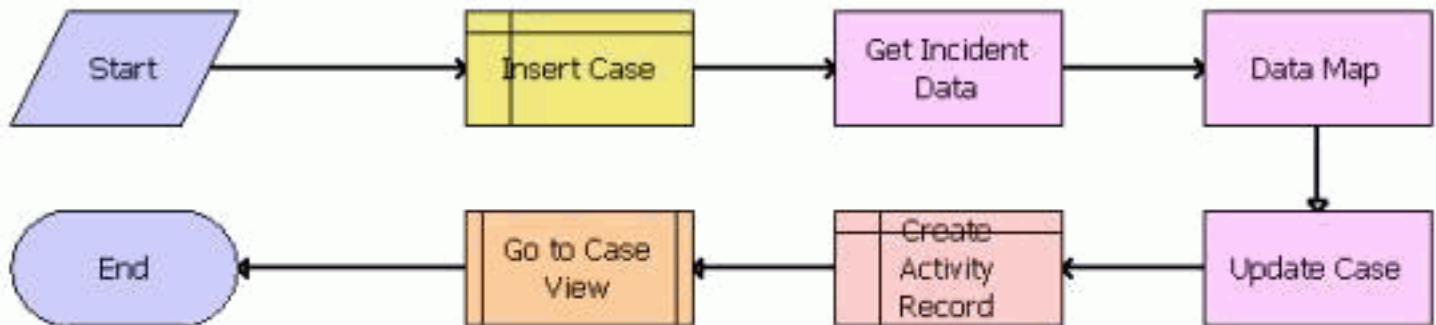 Start
Insert Case
Get Incident
Data
Data Map
Update Case
Create
Activity
Record
Go to Case
View
End